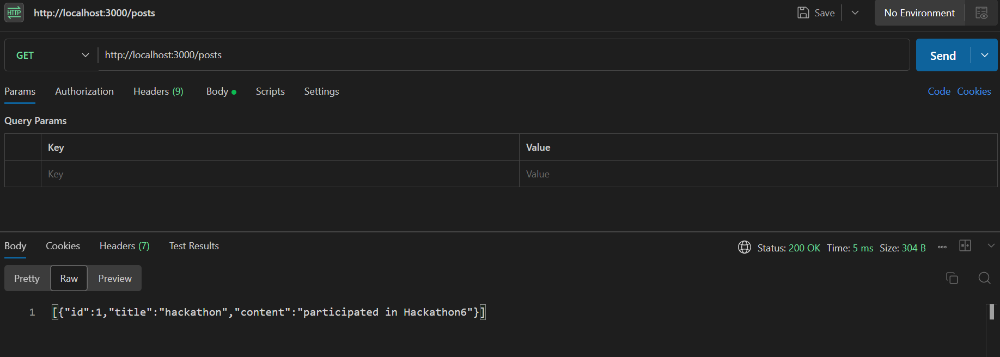 HTTP http://localhost:3000/posts Save No Environment
GET http://localhost:3000/posts Send
Params Authorization Headers (9) Body Scripts Settings Code Cookies
Query Params
Key Value
Key Value
Body Cookies Headers (7) Test Results Status: 200 OK Time: 5 ms Size: 304 B
Pretty Raw Preview
1 [{"id":1,"title":"hackathon","content":"participated in Hackathon6"}]